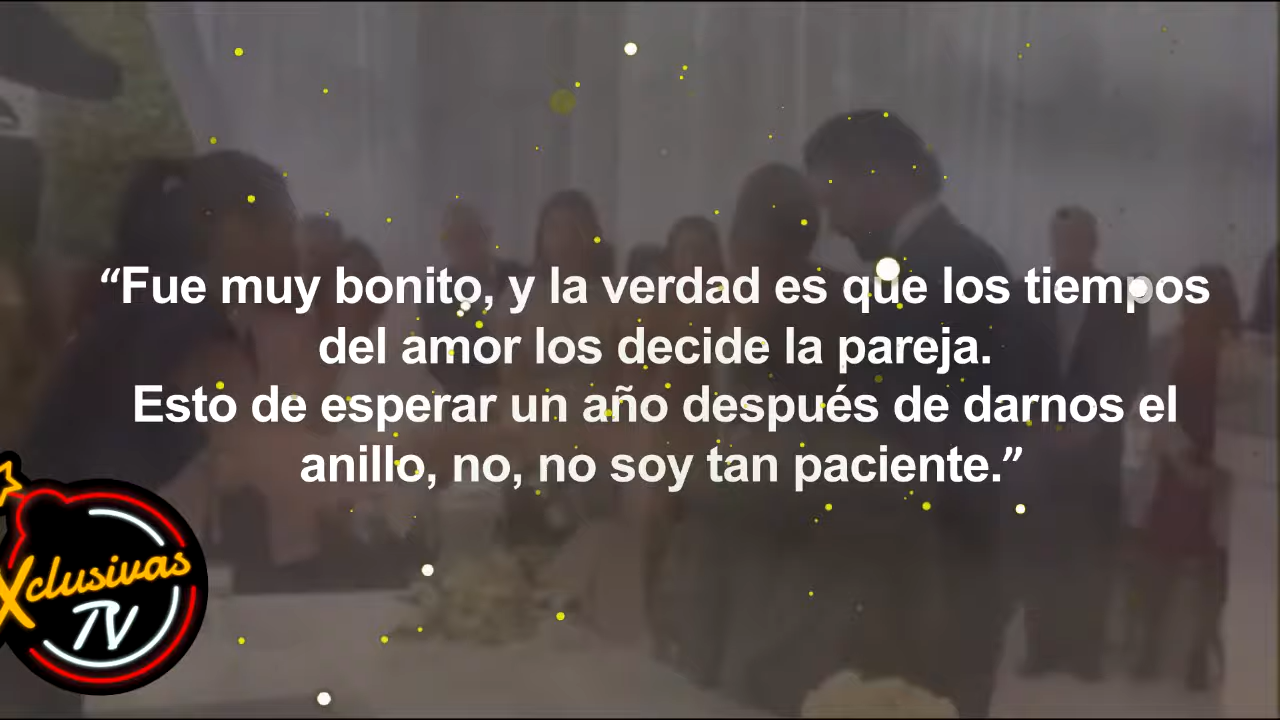 “Fue muy bonito, y la verdad es que los tiempos
del amor los decide la pareja.
Esto de esperar un año después de darnos el
anillo, no, no soy tan paciente.”
Xclusivas
TV